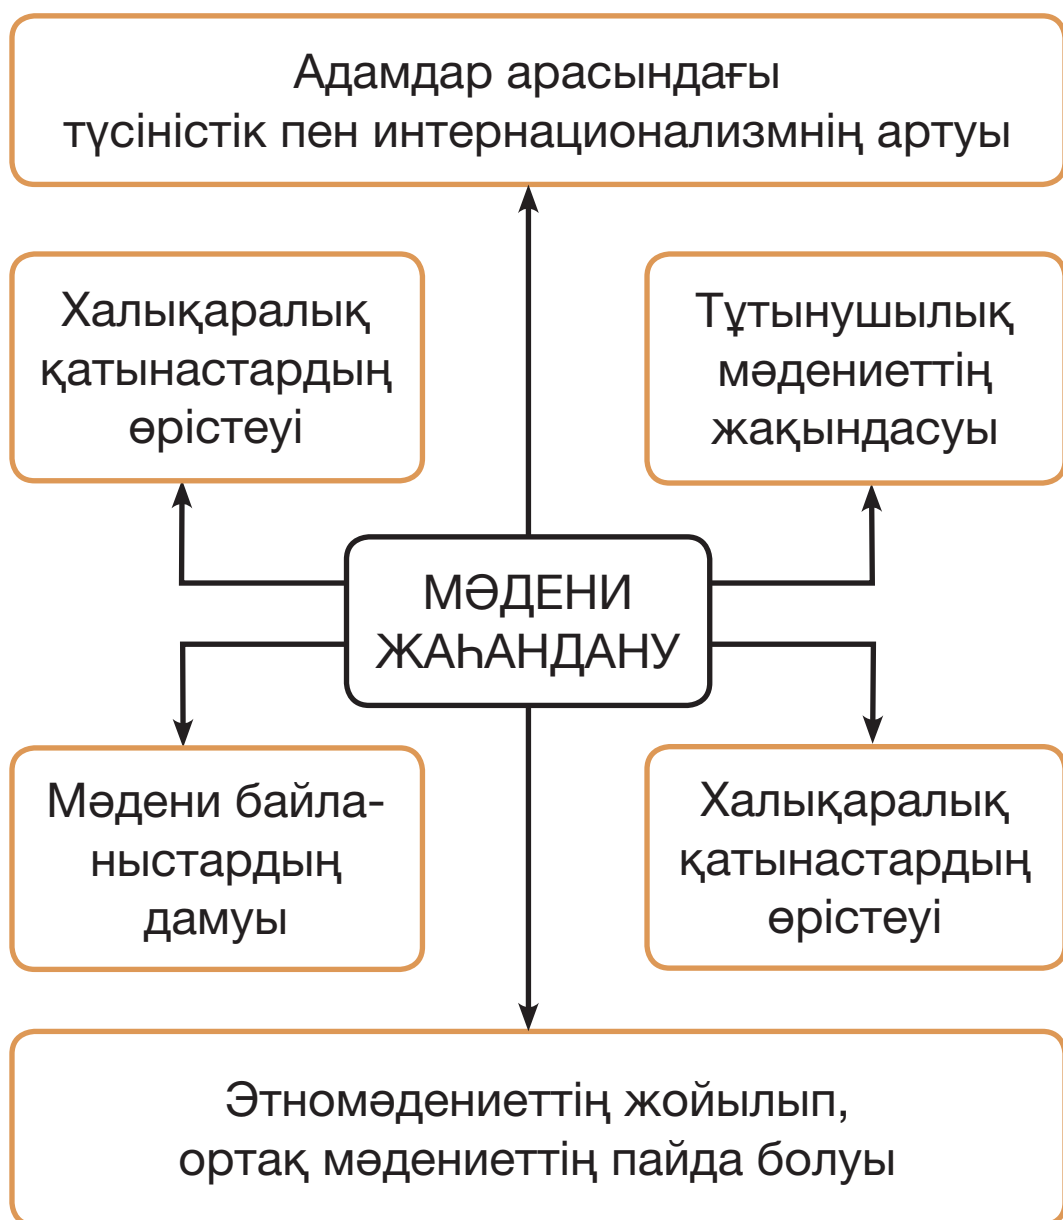 Адамдар арасындағы
түсіністік пен интернационализмнің артуы
Халықаралық
қатынастардың
өрістеуі
Тұтынушылық
мәдениеттің
жақындасуы
МӘДЕНИ
ЖАҺАНДАНУ
Мәдени байла-
ныстардың
дамуы
Халықаралық
қатынастардың
өрістеуі
Этномәдениеттің жойылып,
ортақ мәдениеттің пайда болуы